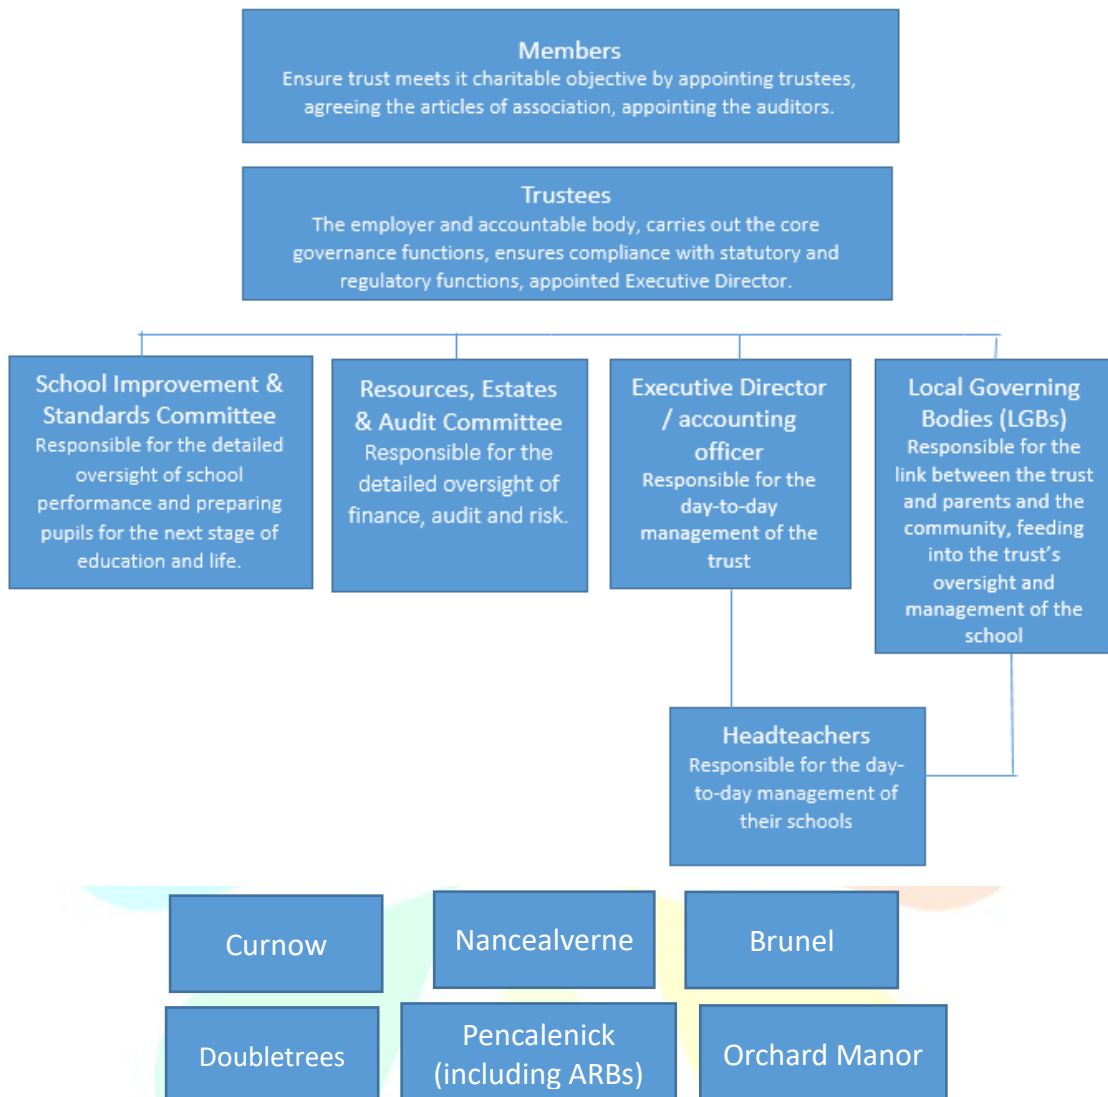 Members
Ensure trust meets it charitable objective by appointing trustees,
agreeing the articles of association, appointing the auditors.
Trustees
The employer and accountable body, carries out the core
governance functions, ensures compliance with statutory and
regulatory functions, appointed Executive Director.
School Improvement &
Standards Committee
Responsible for the detailed
oversight of school
performance and preparing
pupils for the next stage of
education and life.
Resources, Estates
& Audit Committee
Responsible for the
detailed oversight of
finance, audit and risk.
Executive Director
/ accounting
officer
Responsible for the
day-to-day
management of the
trust
Local Governing
Bodies (LGBs)
Responsible for the
link between the trust
and parents and the
community, feeding
into the trust's
oversight and
management of the
school
Headteachers
Responsible for the day-
to-day management of
their schools
Curnow
Nancealverne
Brunel
Doubletrees
Pencalenick
(including ARBs)
Orchard Manor